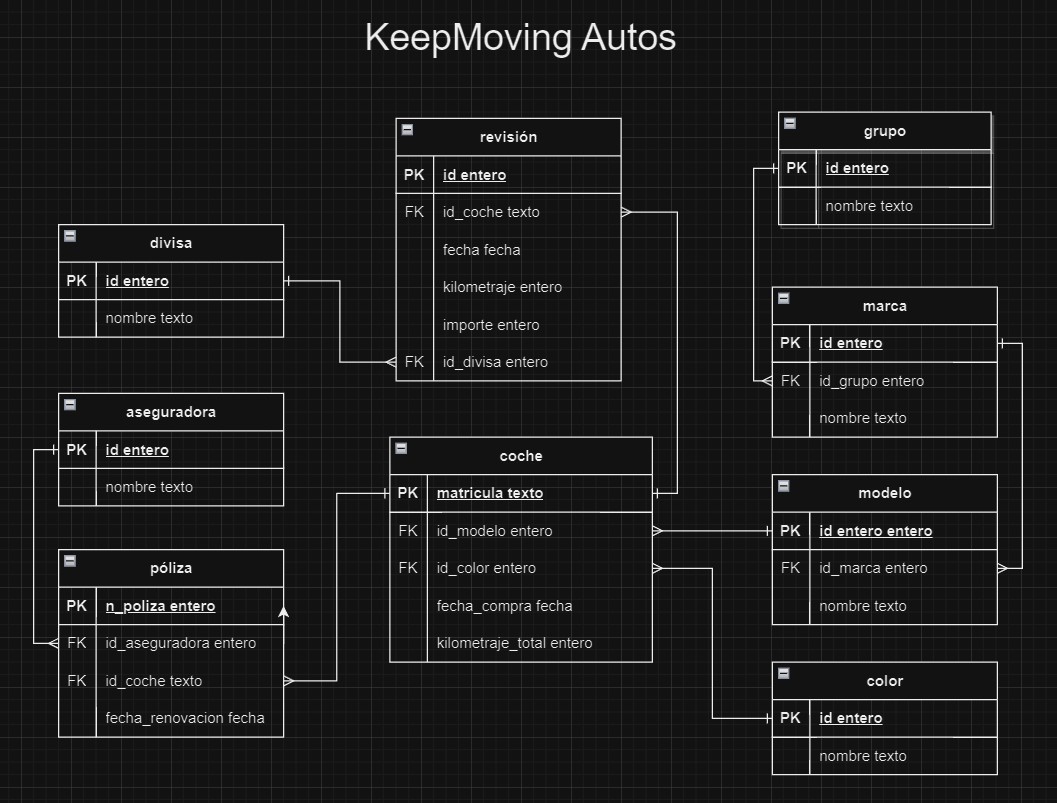 KeepMoving Autos
revisión
PK id entero
FK id_coche texto
fecha fecha
kilometraje entero
importe entero
FK id_divisa entero
grupo
PK id entero
nombre texto
divisa
PK id entero
nombre texto
marca
PK id entero
FK id_grupo entero
nombre texto
aseguradora
PK id entero
nombre texto
coche
PK matricula texto
FK id_modelo entero
FK id_color entero
fecha_compra fecha
kilometraje_total entero
modelo
PK id entero entero
FK id_marca entero
nombre texto
póliza
PK n_poliza entero
FK id_aseguradora entero
FK id_coche texto
fecha_renovacion fecha
color
PK id entero
nombre texto